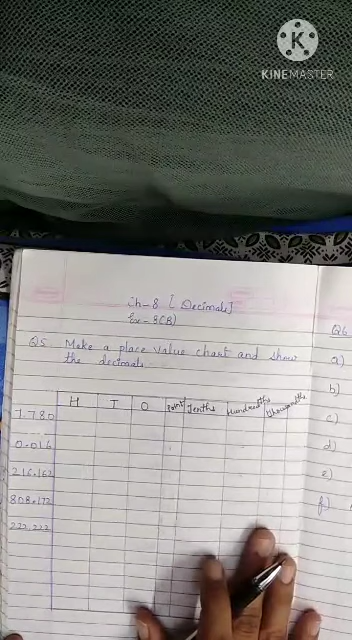 K
KINEMASTER
Ch-8 [Decimals]
Ex-8(B)
Q5 Make a place value chart and show
the decimals.
H T O Point Tenths Hundredths Thousandths
7.780
0.016
216.162
808.172
222.222
Q6
a)
b)
c)
d)
e)
f)